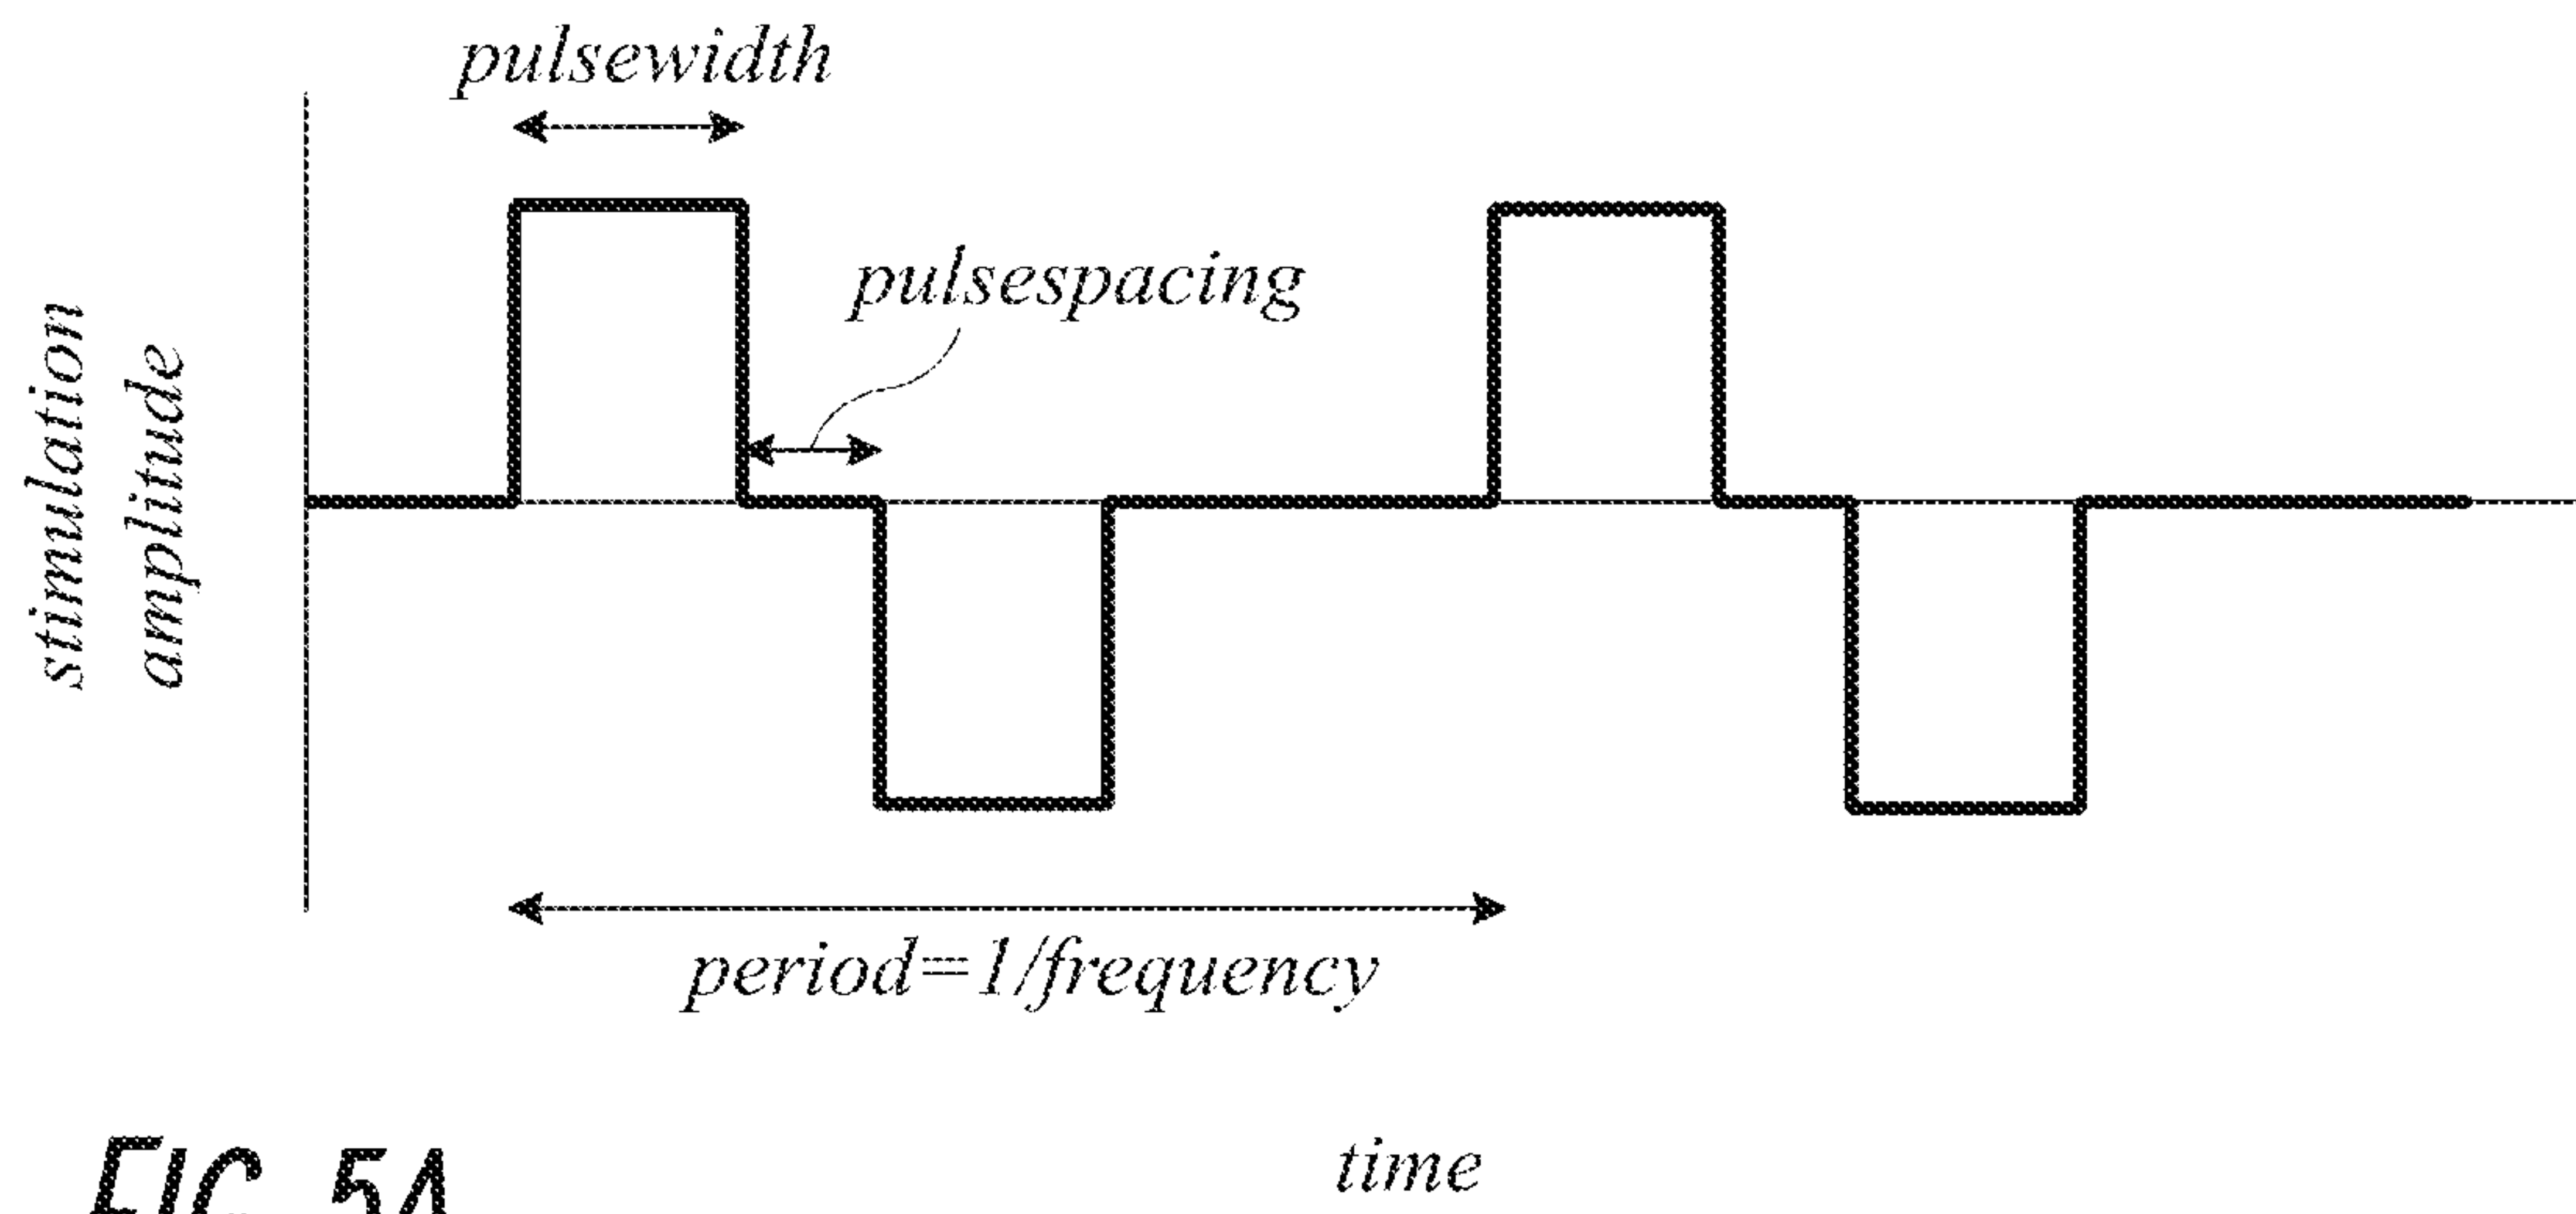 pulsewidth
pulsespacing
stimulation
amplitude
period=1/frequency
time
FIG. 5A